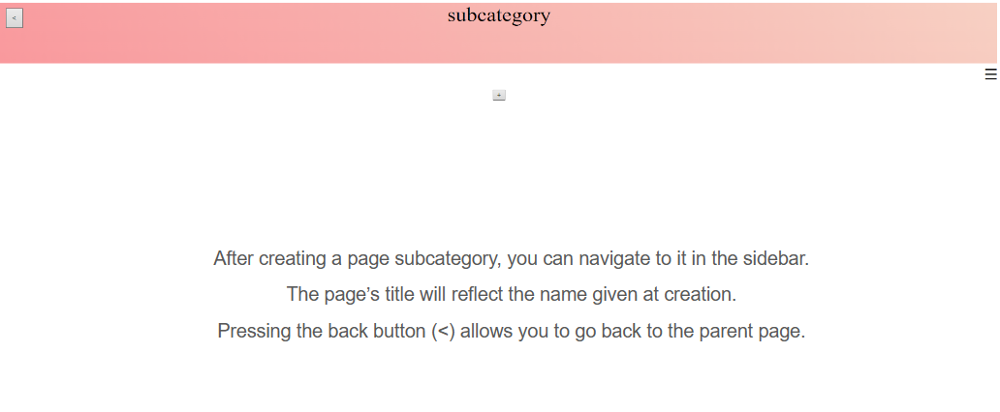 <
subcategory
☰
+
After creating a page subcategory, you can navigate to it in the sidebar.
The page’s title will reflect the name given at creation.
Pressing the back button (<) allows you to go back to the parent page.